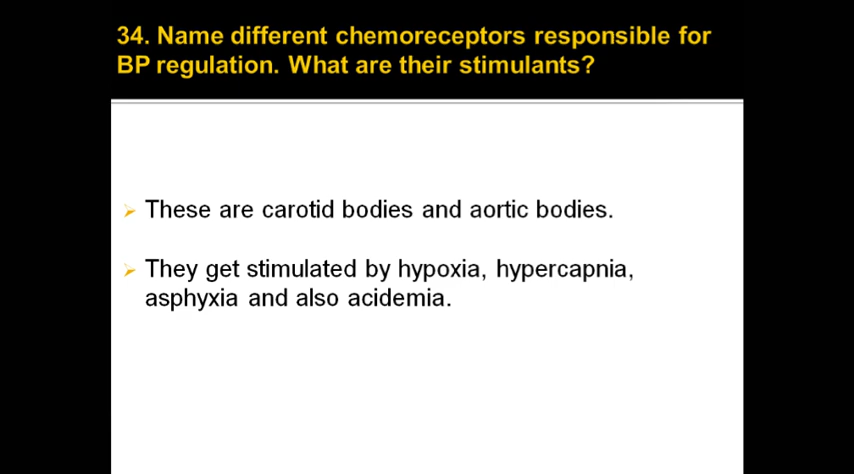 34. Name different chemoreceptors responsible for
BP regulation. What are their stimulants?
These are carotid bodies and aortic bodies.
They get stimulated by hypoxia, hypercapnia,
asphyxia and also acidemia.